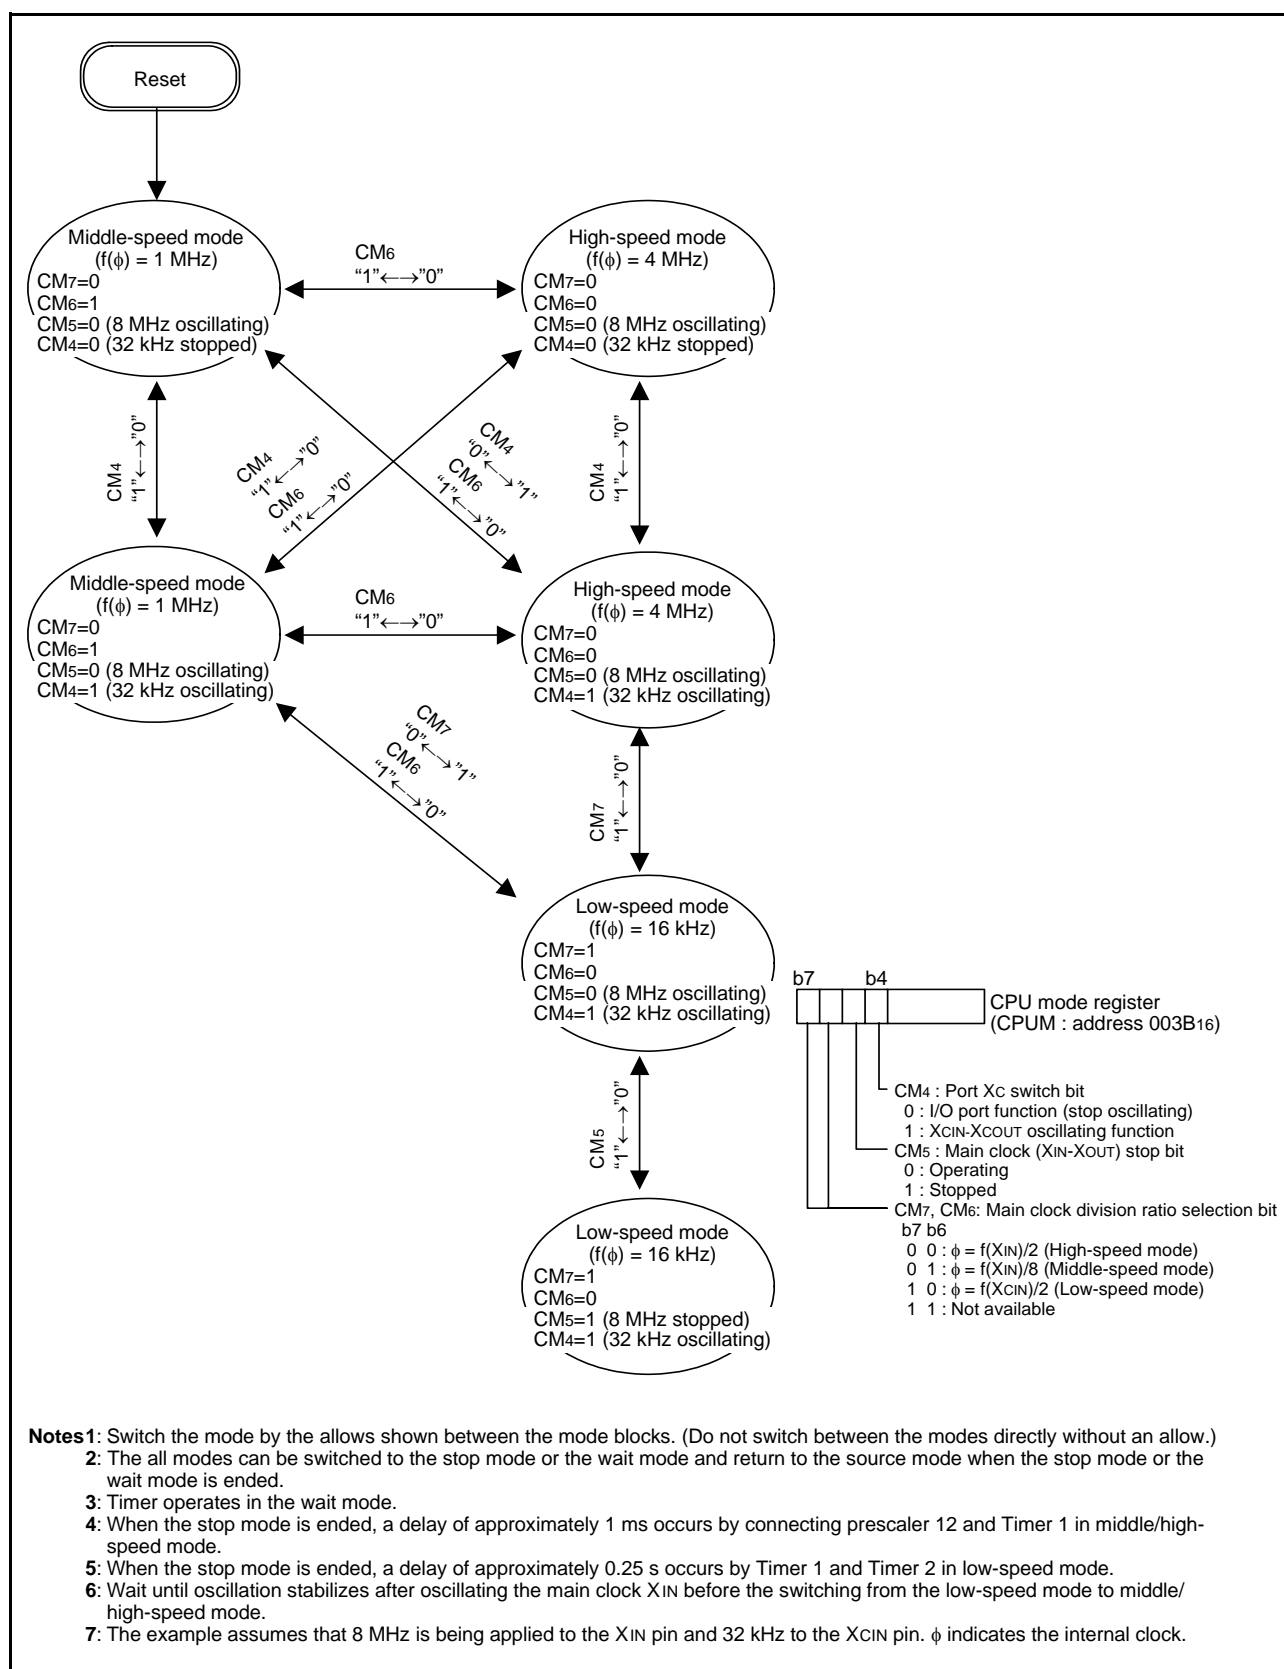 Reset
Middle-speed mode
(f(ϕ) = 1 MHz)
CM7=0
CM6=1
CM5=0 (8 MHz oscillating)
CM4=0 (32 kHz stopped)
CM6
“1”←→”0”
High-speed mode
(f(ϕ) = 4 MHz)
CM7=0
CM6=0
CM5=0 (8 MHz oscillating)
CM4=0 (32 kHz stopped)
CM4
“1”←→”0”
CM4
“1”←→”0”
CM6
“1”←→”0”
CM4
“0”←→”1”
CM6
“1”←→”0”
CM4
“1”←→”0”
Middle-speed mode
(f(ϕ) = 1 MHz)
CM7=0
CM6=1
CM5=0 (8 MHz oscillating)
CM4=1 (32 kHz oscillating)
CM6
“1”←→”0”
High-speed mode
(f(ϕ) = 4 MHz)
CM7=0
CM6=0
CM5=0 (8 MHz oscillating)
CM4=1 (32 kHz oscillating)
CM7
“0”←→”1”
CM6
“1”←→”0”
CM7
“1”←→”0”
Low-speed mode
(f(ϕ) = 16 kHz)
CM7=1
CM6=0
CM5=0 (8 MHz oscillating)
CM4=1 (32 kHz oscillating)
CM5
“1”←→”0”
Low-speed mode
(f(ϕ) = 16 kHz)
CM7=1
CM6=0
CM5=1 (8 MHz stopped)
CM4=1 (32 kHz oscillating)
b7 b4
CPU mode register
(CPUM : address 003B16)
CM4 : Port XC switch bit
0 : I/O port function (stop oscillating)
1 : XCIN-XCOUT oscillating function
CM5 : Main clock (XIN-XOUT) stop bit
0 : Operating
1 : Stopped
CM7, CM6: Main clock division ratio selection bit
b7 b6
0 0 : ϕ = f(XIN)/2 (High-speed mode)
0 1 : ϕ = f(XIN)/8 (Middle-speed mode)
1 0 : ϕ = f(XCIN)/2 (Low-speed mode)
1 1 : Not available
Notes1: Switch the mode by the allows shown between the mode blocks. (Do not switch between the modes directly without an allow.)
2: The all modes can be switched to the stop mode or the wait mode and return to the source mode when the stop mode or the
wait mode is ended.
3: Timer operates in the wait mode.
4: When the stop mode is ended, a delay of approximately 1 ms occurs by connecting prescaler 12 and Timer 1 in middle/high-
speed mode.
5: When the stop mode is ended, a delay of approximately 0.25 s occurs by Timer 1 and Timer 2 in low-speed mode.
6: Wait until oscillation stabilizes after oscillating the main clock XIN before the switching from the low-speed mode to middle/
high-speed mode.
7: The example assumes that 8 MHz is being applied to the XIN pin and 32 kHz to the XCIN pin. ϕ indicates the internal clock.